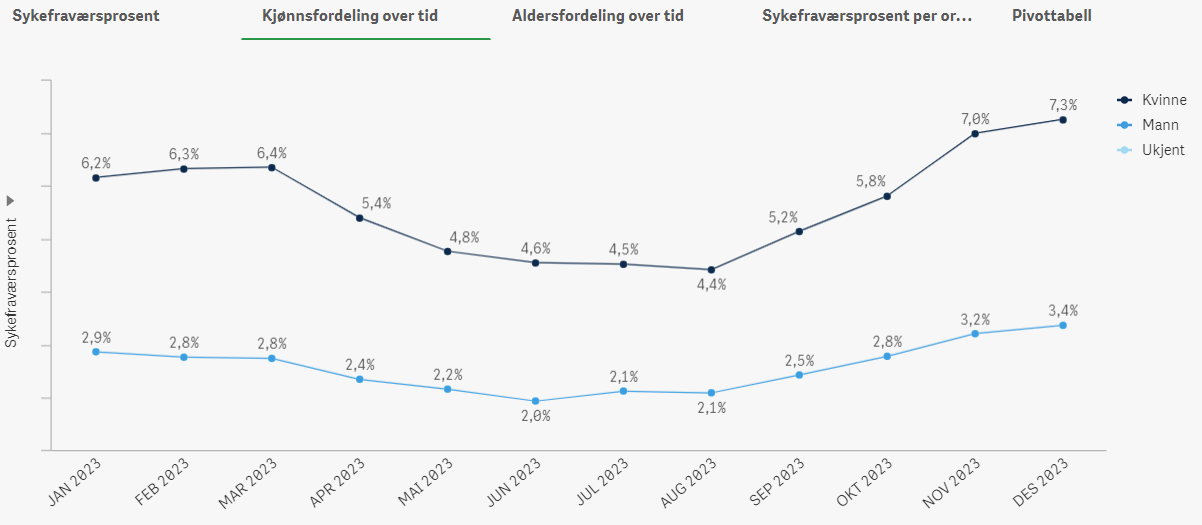 Sykefraværsprosent Kjønnsfordeling over tid Aldersfordeling over tid Sykefraværsprosent per or... Pivottabell
Kvinne
Mann
Ukjent
Sykefraværsprosent
6,2% 6,3% 6,4% 5,4% 4,8% 4,6% 4,5% 4,4% 5,2% 5,8% 7,0% 7,3%
2,9% 2,8% 2,8% 2,4% 2,2% 2,0% 2,1% 2,1% 2,5% 2,8% 3,2% 3,4%
JAN 2023 FEB 2023 MAR 2023 APR 2023 MAI 2023 JUN 2023 JUL 2023 AUG 2023 SEP 2023 OKT 2023 NOV 2023 DES 2023